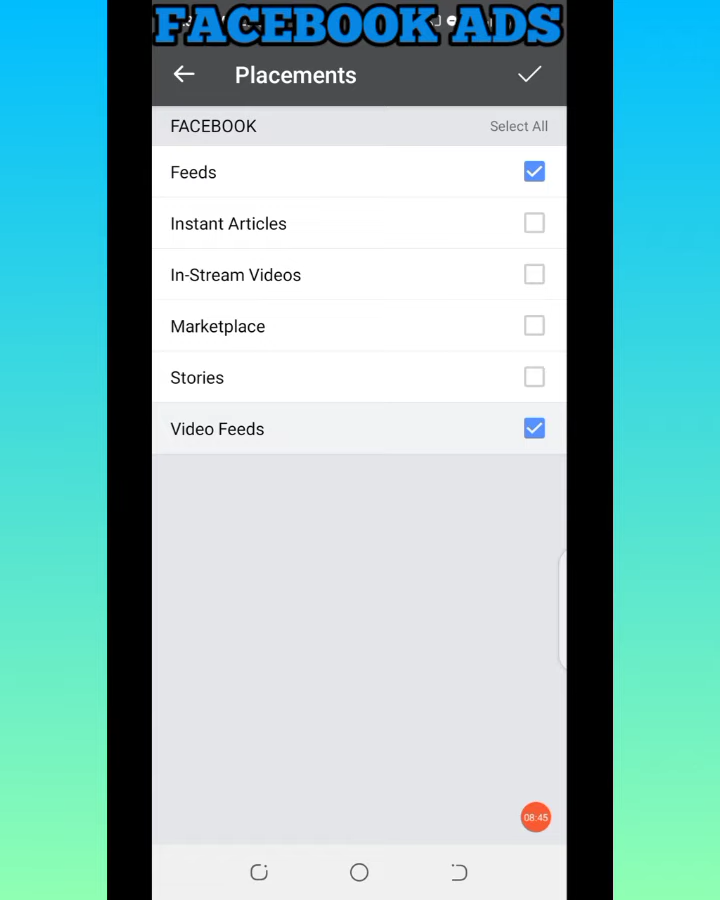 FACEBOOK ADS
Placements
FACEBOOK Select All
Feeds
Instant Articles
In-Stream Videos
Marketplace
Stories
Video Feeds
08:45